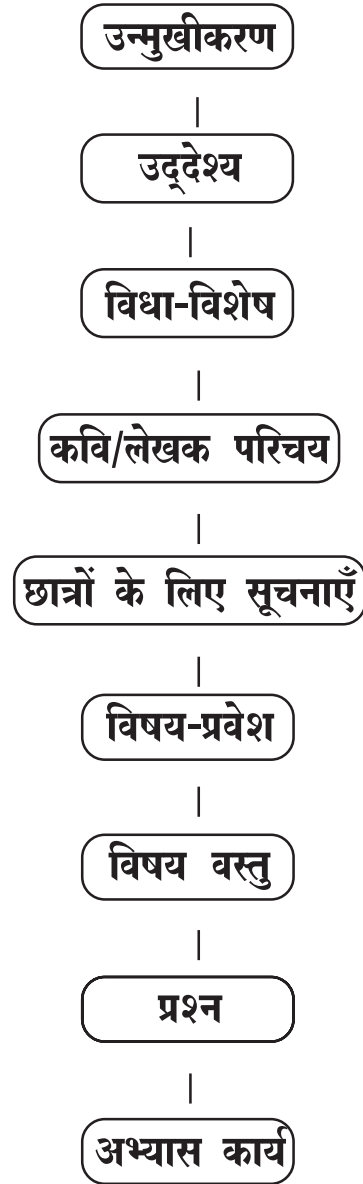 उन्मुखीकरण
उद्‌देश्य
विधा-विशेष
कवि/लेखक परिचय
छात्रों के लिए सूचनाएँ
विषय-प्रवेश
विषय वस्तु
प्रश्न
अभ्यास कार्य